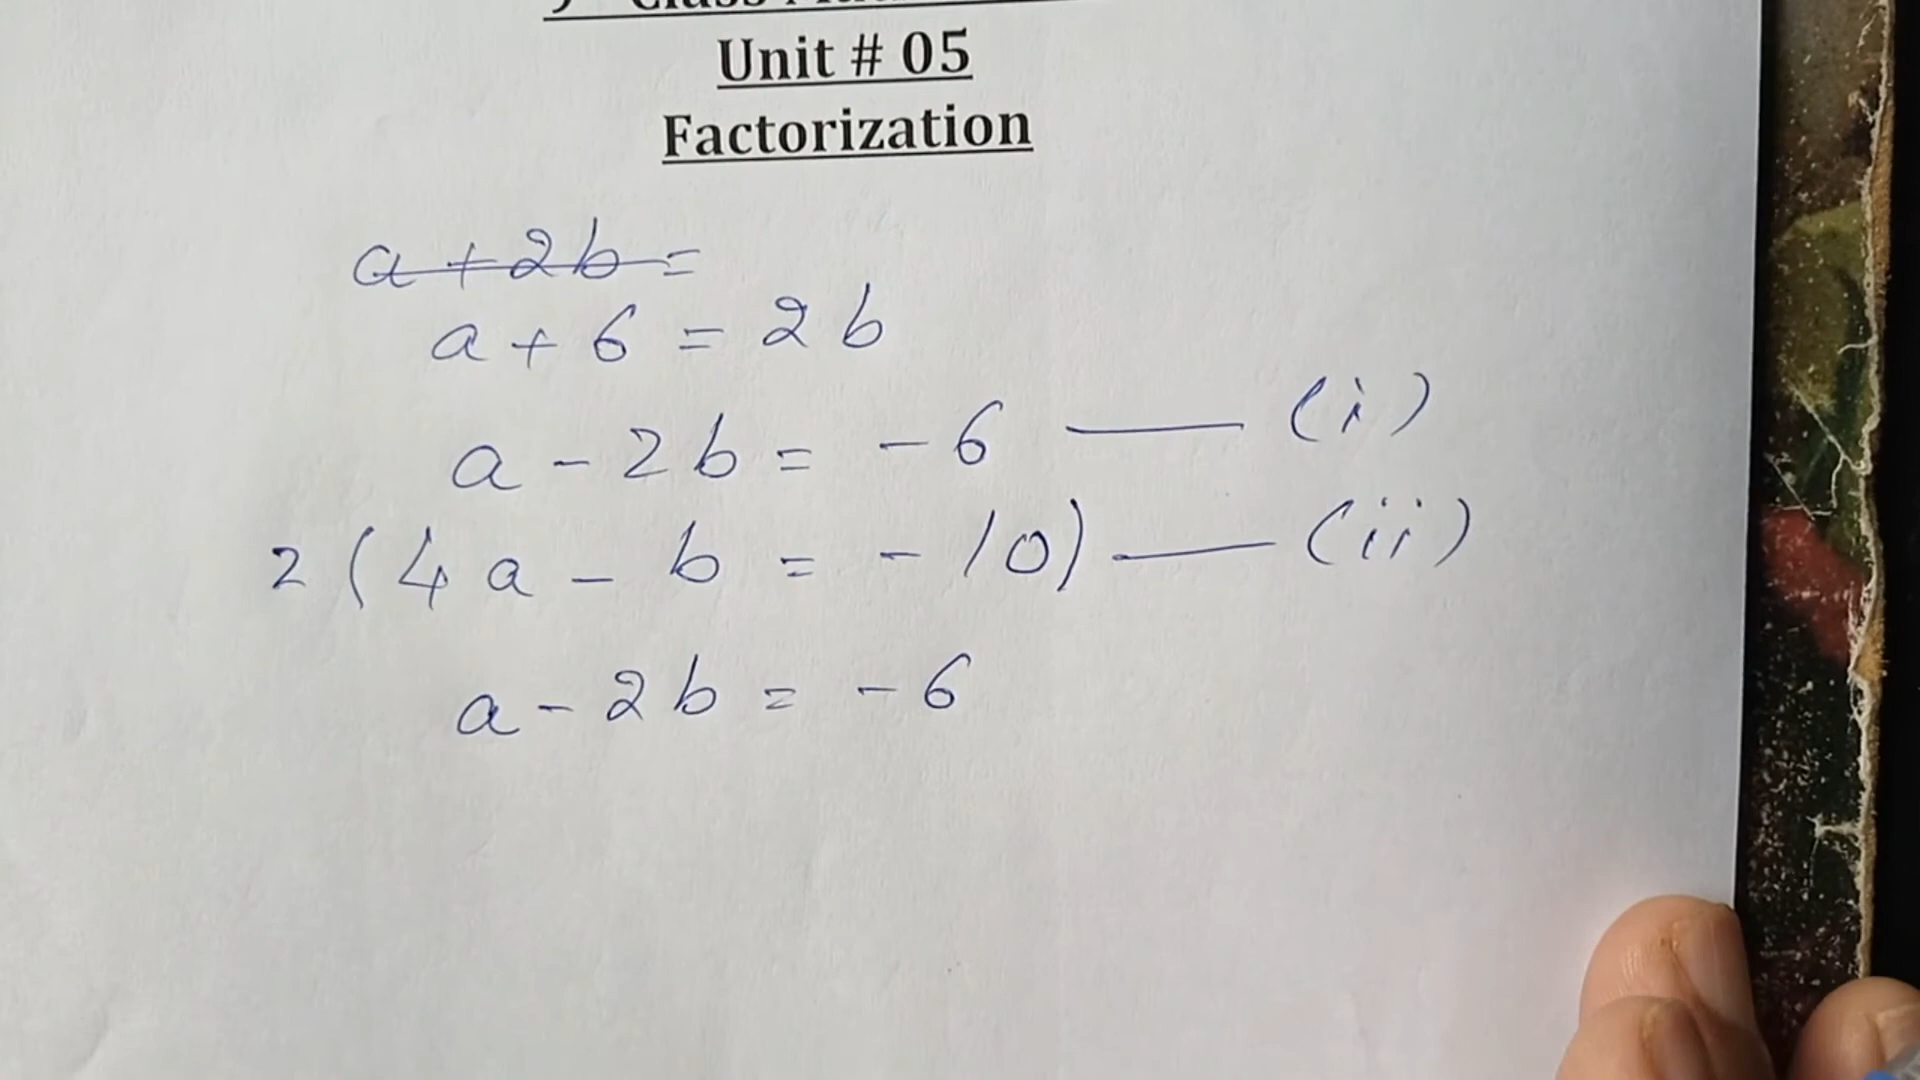 Unit # 05
Factorization
a + 2b =
a + 6 = 2b
a - 2b = - 6 —— (i)
2 ( 4a - b = - 10) —— (ii)
a - 2b = - 6